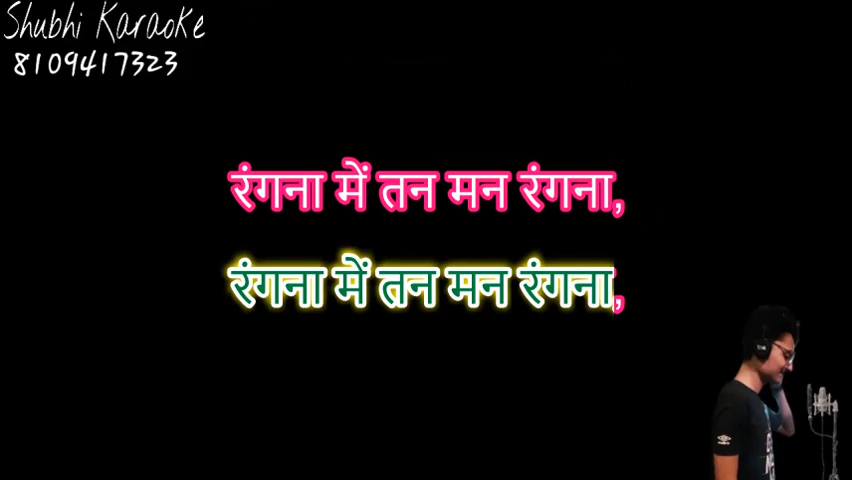 Shubhi Karaoke
8109417323
रंगना में तन मन रंगना,
रंगना में तन मन रंगना,